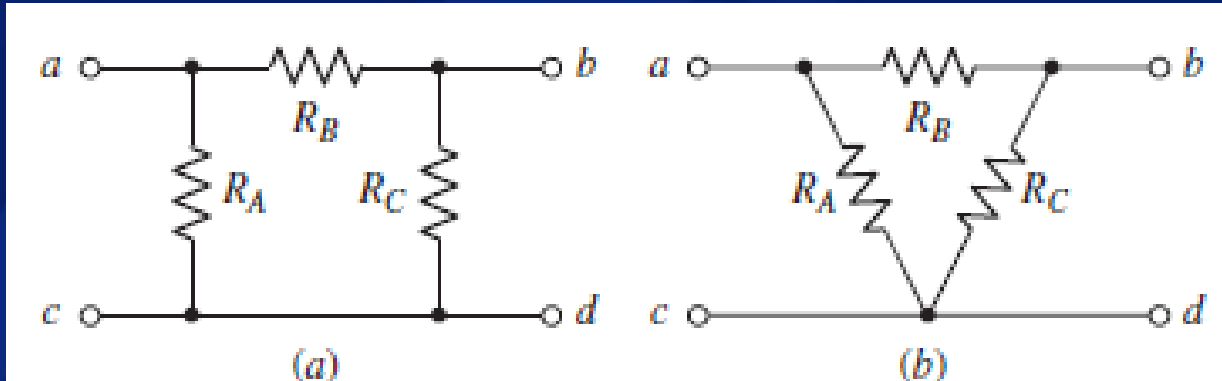 a b a b
R_B R_B
R_A R_C R_A R_C
c d c d
(a) (b)